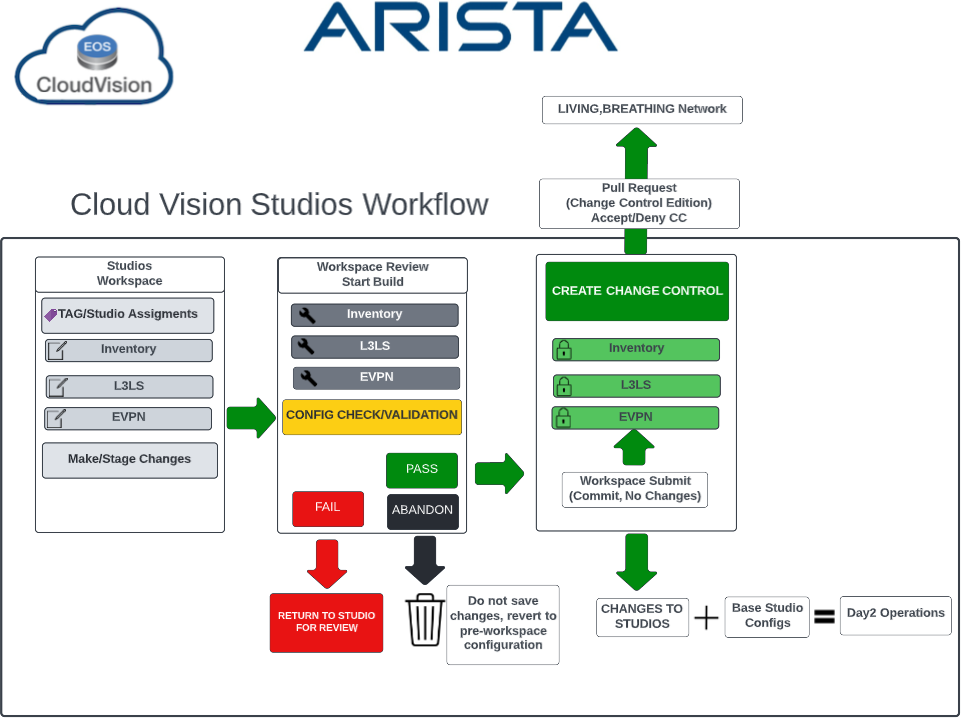 EOS
CloudVision
ARISTA
LIVING,BREATHING Network
Pull Request
(Change Control Edition)
Accept/Deny CC
Cloud Vision Studios Workflow
Studios
Workspace
TAG/Studio Assigments
Inventory
L3LS
EVPN
Make/Stage Changes
Workspace Review
Start Build
Inventory
L3LS
EVPN
CONFIG CHECK/VALIDATION
PASS
FAIL
ABANDON
CREATE CHANGE CONTROL
Inventory
L3LS
EVPN
Workspace Submit
(Commit, No Changes)
RETURN TO STUDIO
FOR REVIEW
Do not save
changes, revert to
pre-workspace
configuration
CHANGES TO
STUDIOS
+
Base Studio
Configs
=
Day2 Operations